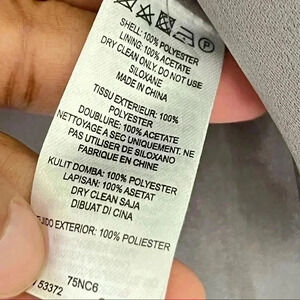 SHELL: 100% POLYESTER
LINING: 100% ACETATE
DRY CLEAN ONLY. DO NOT USE
SILOXANE
MADE IN CHINA
TISSU EXTERIEUR: 100%
POLYESTER
DOUBLURE: 100% ACETATE
NETTOYAGE A SEC UNIQUEMENT. NE
PAS UTILISER DE SILOXANO
FABRIQUE EN CHINE
KULIT DOMBA: 100% POLYESTER
LAPISAN: 100% ASETAT
DRY CLEAN SAJA
DIBUAT DI CINA
EXTERIOR: 100% POLIESTER
75NC6
53372